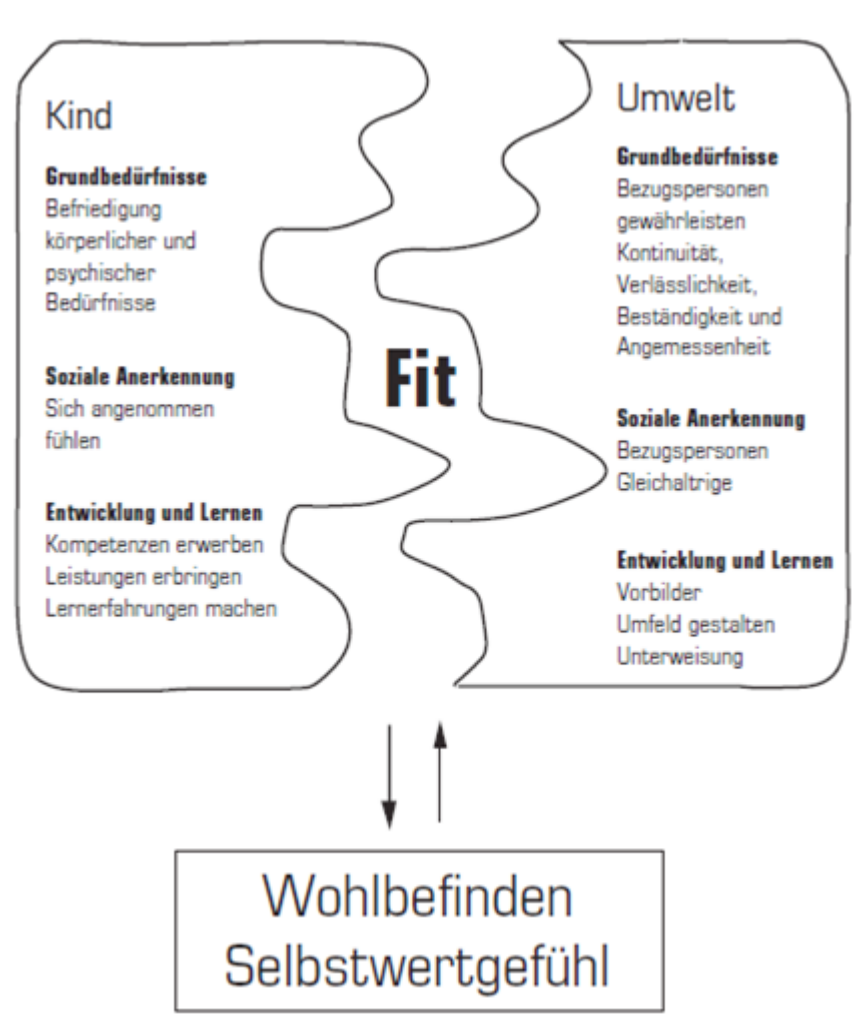 Kind
Grundbedürfnisse
Befriedigung
körperlicher und
psychischer
Bedürfnisse
Soziale Anerkennung
Sich angenommen
fühlen
Entwicklung und Lernen
Kompetenzen erwerben
Leistungen erbringen
Lernerfahrungen machen
Fit
Umwelt
Grundbedürfnisse
Bezugspersonen
gewährleisten
Kontinuität,
Verlässlichkeit,
Beständigkeit und
Angemessenheit
Soziale Anerkennung
Bezugspersonen
Gleichaltrige
Entwicklung und Lernen
Vorbilder
Umfeld gestalten
Unterweisung
Wohlbefinden
Selbstwertgefühl